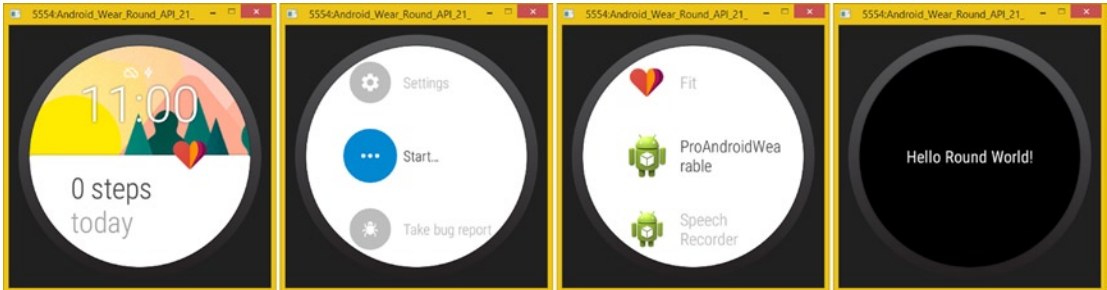 5554:Android_Wear_Round_API_21_
11:00
0 steps
today
5554:Android_Wear_Round_API_21_
Settings
Start...
Take bug report
5554:Android_Wear_Round_API_21_
Fit
ProAndroidWea
rable
Speech
Recorder
5554:Android_Wear_Round_API_21_
Hello Round World!